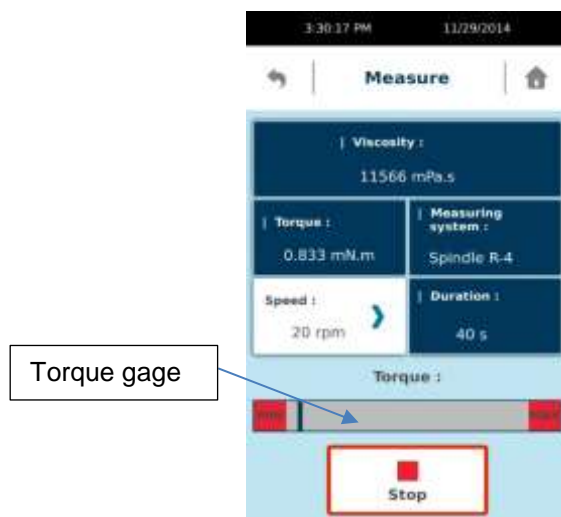 3:30:17 PM 11/29/2014
Measure
| Viscosity :
11566 mPa.s
| Torque :
0.833 mN.m
| Measuring
system :
Spindle R-4
Speed :
20 rpm
| Duration :
40 s
Torque gage
Torque :
Stop